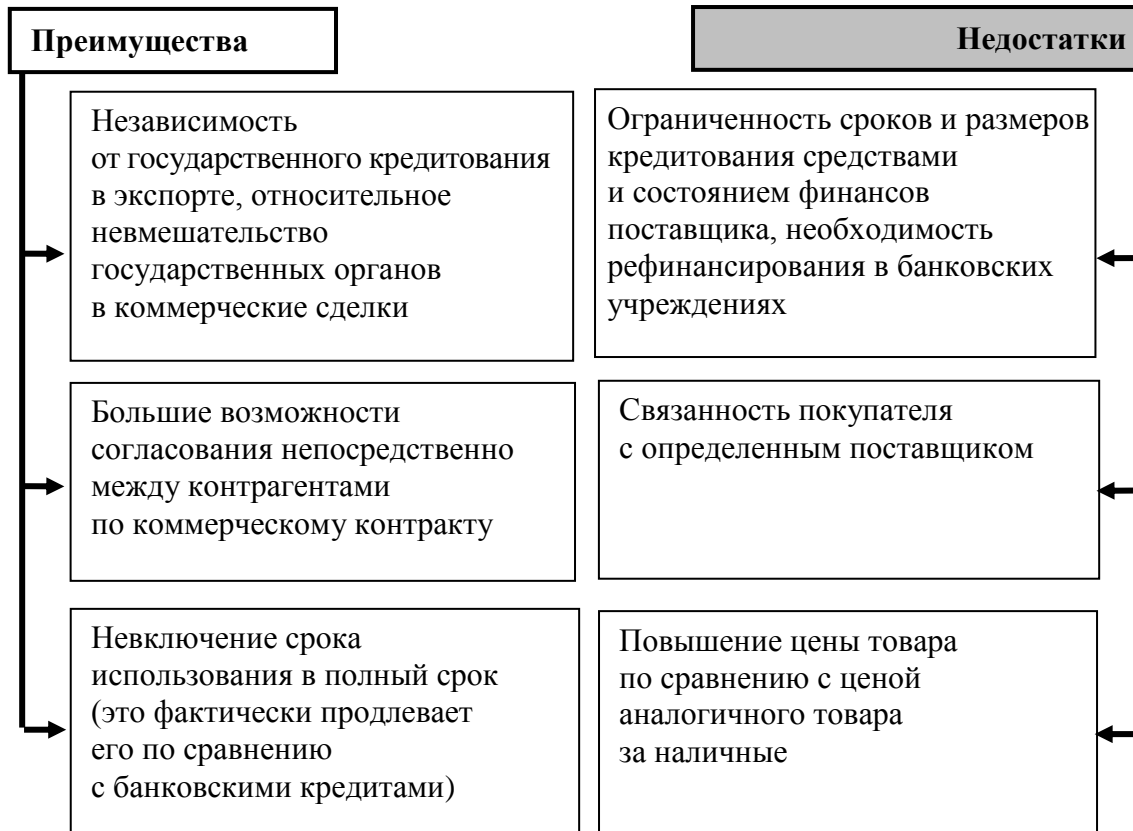 Преимущества
Недостатки
Независимость
от государственного кредитования
в экспорте, относительное
невмешательство
государственных органов
в коммерческие сделки
Ограниченность сроков и размеров
кредитования средствами
и состоянием финансов
поставщика, необходимость
рефинансирования в банковских
учреждениях
Большие возможности
согласования непосредственно
между контрагентами
по коммерческому контракту
Связанность покупателя
с определенным поставщиком
Невключение срока
использования в полный срок
(это фактически продлевает
его по сравнению
с банковскими кредитами)
Повышение цены товара
по сравнению с ценой
аналогичного товара
за наличные